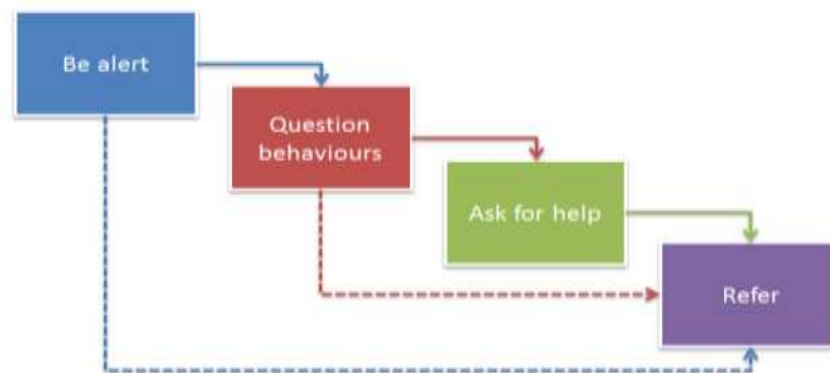 Be alert
Question
behaviours
Ask for help
Refer